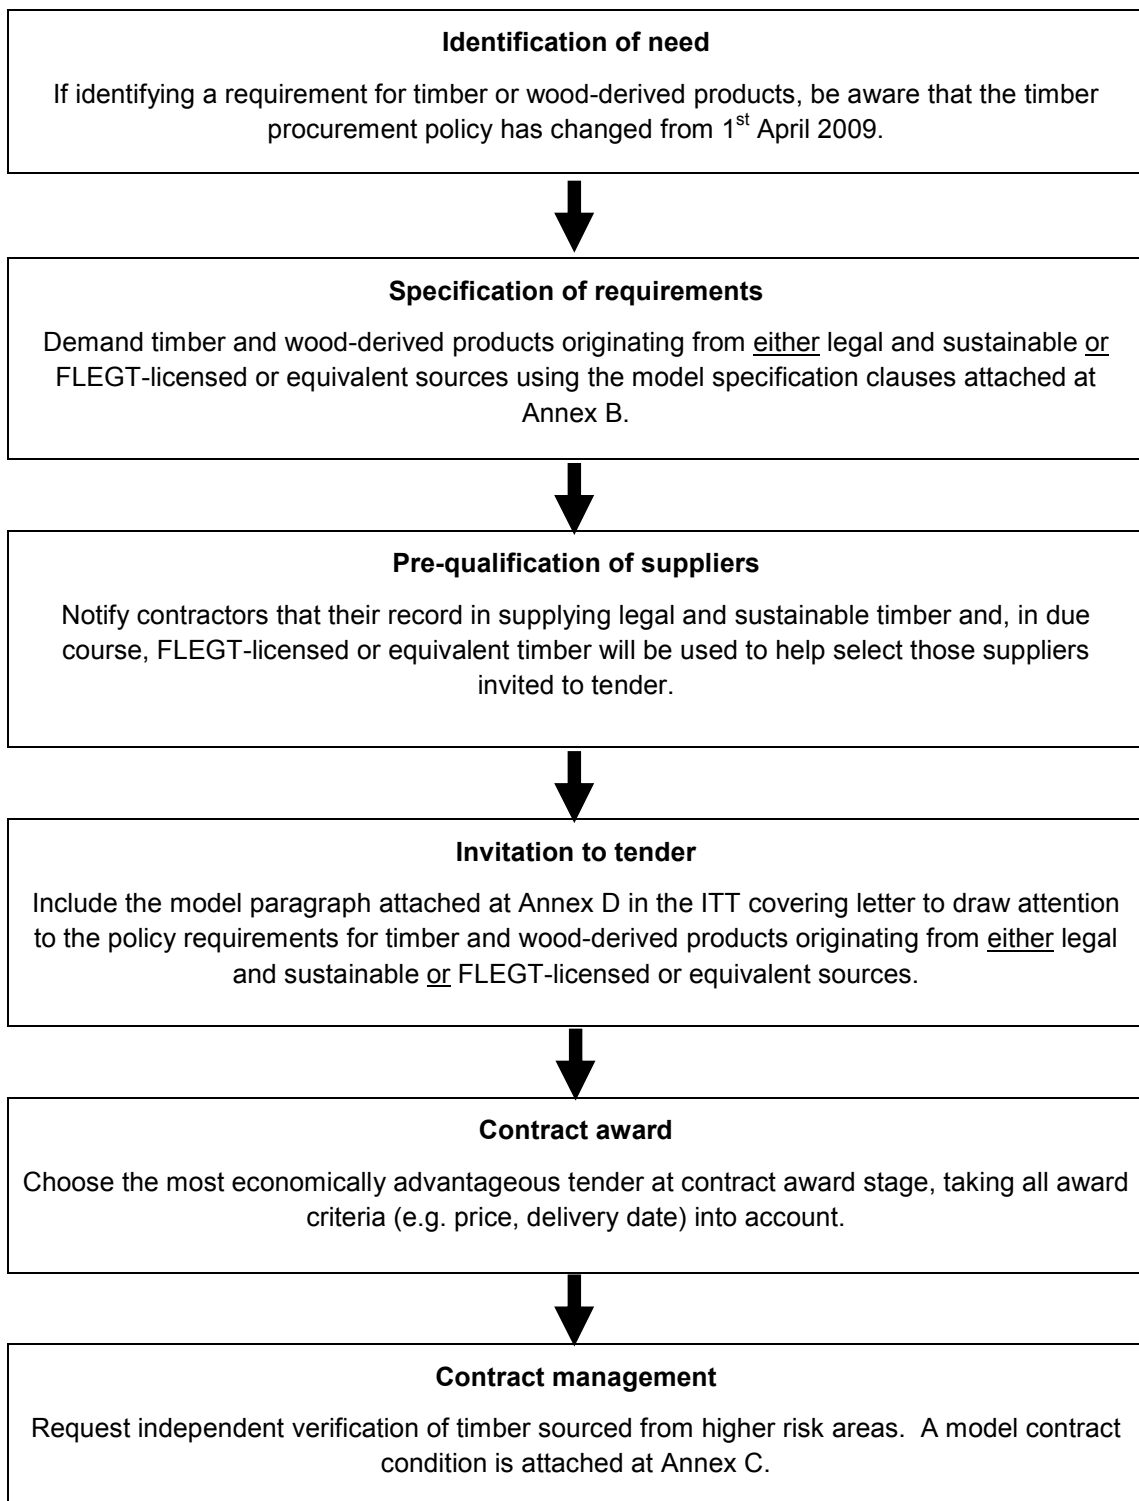 Identification of need
If identifying a requirement for timber or wood-derived products, be aware that the timber
procurement policy has changed from 1st April 2009.
Specification of requirements
Demand timber and wood-derived products originating from either legal and sustainable or
FLEGT-licensed or equivalent sources using the model specification clauses attached at
Annex B.
Pre-qualification of suppliers
Notify contractors that their record in supplying legal and sustainable timber and, in due
course, FLEGT-licensed or equivalent timber will be used to help select those suppliers
invited to tender.
Invitation to tender
Include the model paragraph attached at Annex D in the ITT covering letter to draw attention
to the policy requirements for timber and wood-derived products originating from either legal
and sustainable or FLEGT-licensed or equivalent sources.
Contract award
Choose the most economically advantageous tender at contract award stage, taking all award
criteria (e.g. price, delivery date) into account.
Contract management
Request independent verification of timber sourced from higher risk areas.  A model contract
condition is attached at Annex C.